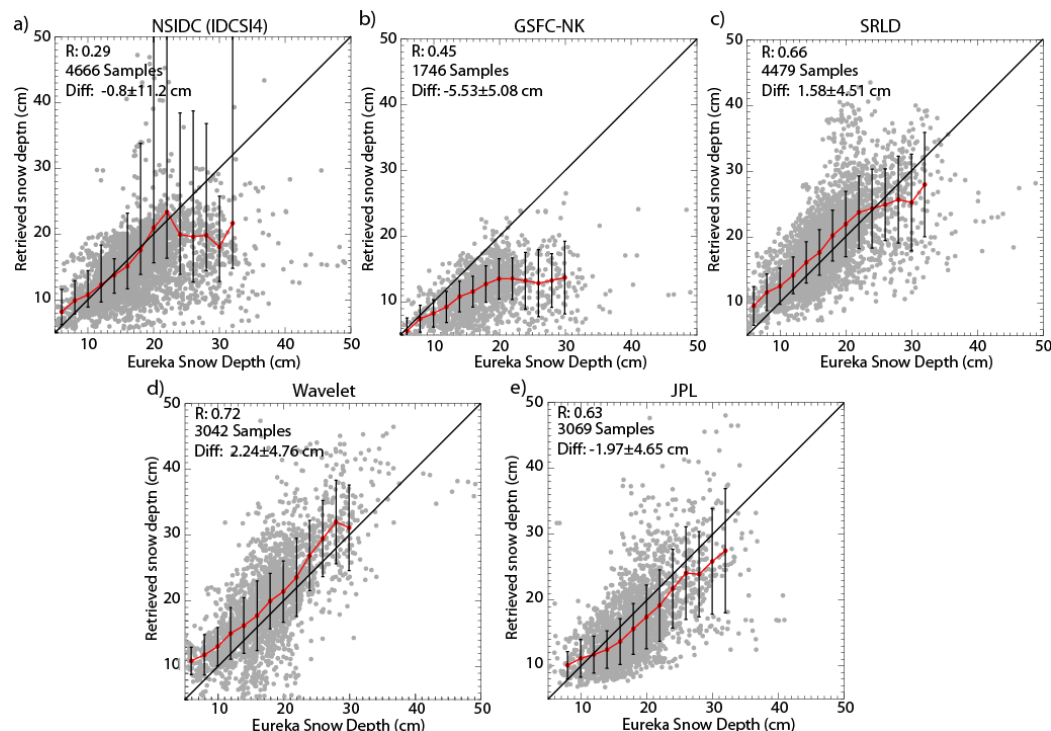 a) NSIDC (IDCSI4)
R: 0.29
4666 Samples
Diff: -0.8±11.2 cm
50
40
30
20
10
Retrieved snow deptn (cm)
10 20 30 40 50
Eureka Snow Depth (cm)
b) GSFC-NK
R: 0.45
1746 Samples
Diff: -5.53±5.08 cm
50
40
30
20
10
Retrieved snow deptn (cm)
10 20 30 40 50
Eureka Snow Depth (cm)
c) SRLD
R: 0.66
4479 Samples
Diff: 1.58±4.51 cm
50
40
30
20
10
Retrieved snow deptn (cm)
10 20 30 40 50
Eureka Snow Depth (cm)
d) Wavelet
R: 0.72
3042 Samples
Diff: 2.24±4.76 cm
50
40
30
20
10
Retrieved snow deptn (cm)
10 20 30 40 50
Eureka Snow Depth (cm)
e) JPL
R: 0.63
3069 Samples
Diff: -1.97±4.65 cm
50
40
30
20
10
Retrieved snow deptn (cm)
10 20 30 40 50
Eureka Snow Depth (cm)